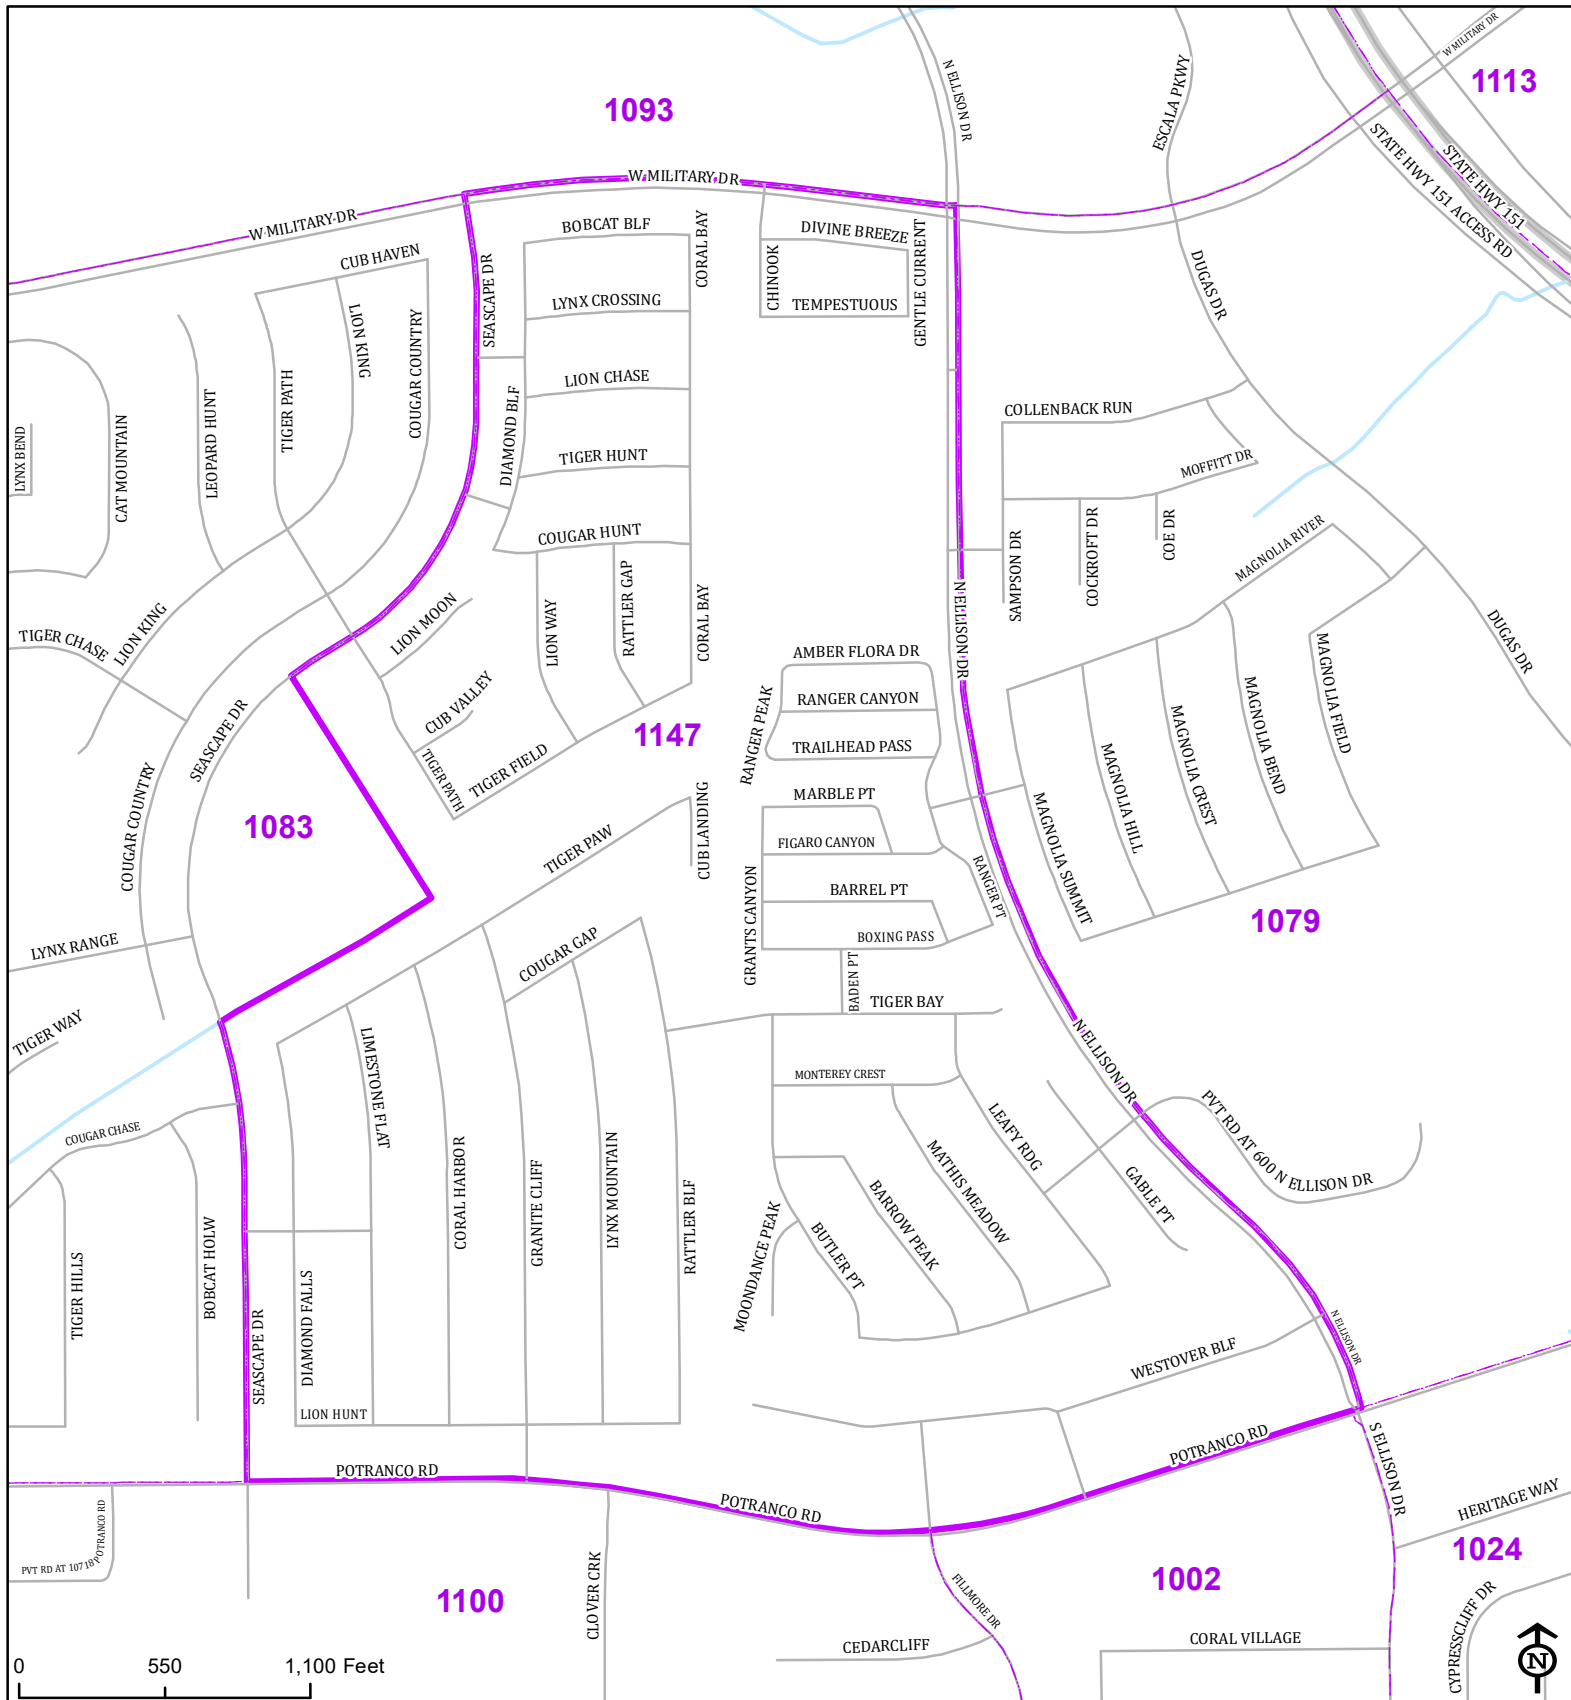 N ELLISON DR
ESCALA PKWY
W MILITARY DR
1113
1093
STATE HWY 151
STATE HWY 151 ACCESS RD
W MILITARY DR
W MILITARY DR
BOBCAT BLF
CORAL BAY
DIVINE BREEZE
CHINOOK
GENTLE CURRENT
TEMPESTUOUS
DUGAS DR
CUB HAVEN
SEASCAPE DR
LYNX CROSSING
LION KING
COUGAR COUNTRY
LION CHASE
TIGER PATH
LEOPARD HUNT
CAT MOUNTAIN
LYNX BEND
DIAMOND BLF
TIGER HUNT
COLLENBACK RUN
MOFFITT DR
COUGAR HUNT
SAMPSON DR
COCKROFT DR
COE DR
MAGNOLIA RIVER
LION MOON
LION WAY
RATTLER GAP
CORAL BAY
N ELLISON DR
DUGAS DR
TIGER CHASE
LION KING
AMBER FLORA DR
RANGER CANYON
RANGER PEAK
TRAILHEAD PASS
CUB VALLEY
TIGER PATH
TIGER FIELD
1147
SEASCAPE DR
COUGAR COUNTRY
1083
MARBLE PT
FIGARO CANYON
GRANTS CANYON
BARREL PT
BOXING PASS
RANGER PT
MAGNOLIA SUMMIT
MAGNOLIA HILL
MAGNOLIA CREST
MAGNOLIA BEND
MAGNOLIA FIELD
1079
TIGER PAW
CUB LANDING
LYNX RANGE
COUGAR GAP
BADEN PT
TIGER BAY
TIGER WAY
LIMESTONE FLAT
N ELLISON DR
MONTEREY CREST
LEAFY RDG
PVT RD AT 600 N ELLISON DR
COUGAR CHASE
CORAL HARBOR
GRANITE CLIFF
LYNX MOUNTAIN
RATTLER BLF
MATHIS MEADOW
GABLE PT
BARROW PEAK
BUTLER PT
MOONDANCE PEAK
TIGER HILLS
BOBCAT HOLW
SEASCAPE DR
DIAMOND FALLS
LION HUNT
N ELLISON DR
WESTOVER BLF
POTRANCO RD
POTRANCO RD
POTRANCO RD
S ELLISON DR
HERITAGE WAY
1024
PVT RD AT 10718 POTRANCO RD
1100
CLOVER CRK
FILLMORE DR
1002
CEDARCLIFF
CORAL VILLAGE
CYPRESSCLIFF DR
N
0 550 1,100 Feet